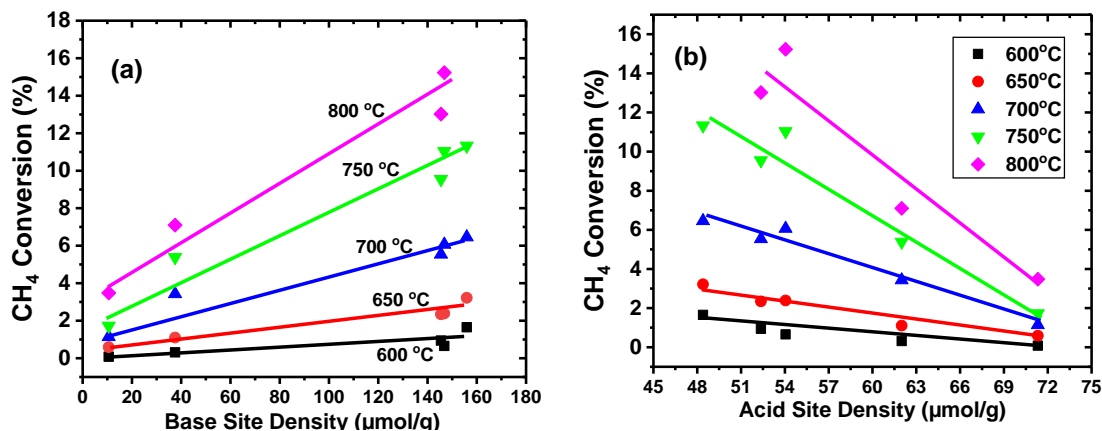 (a)
CH₄ Conversion (%)
16
14
12
10
8
6
4
2
0
800 °C
750 °C
700 °C
650 °C
600 °C
0 20 40 60 80 100 120 140 160 180
Base Site Density (μmol/g)
(b)
CH₄ Conversion (%)
16
14
12
10
8
6
4
2
0
600°C
650°C
700°C
750°C
800°C
45 48 51 54 57 60 63 66 69 72 75
Acid Site Density (μmol/g)